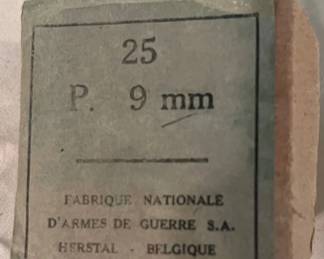 25
P. 9 mm
FABRIQUE NATIONALE
D'ARMES DE GUERRE S.A.
HERSTAL - BELGIQUE